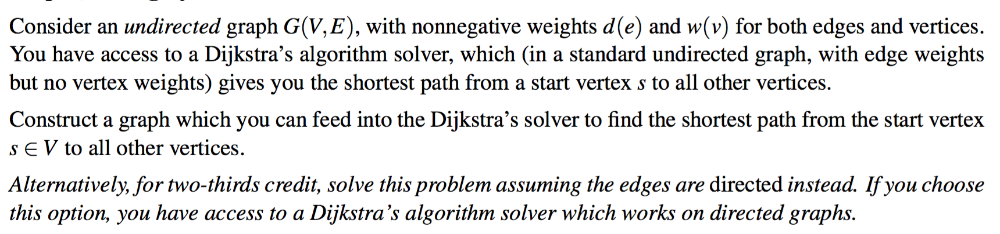 Consider an undirected graph G(V,E), with nonnegative weights d(e) and w(v) for both edges and vertices.
You have access to a Dijkstra's algorithm solver, which (in a standard undirected graph, with edge weights
but no vertex weights) gives you the shortest path from a start vertex s to all other vertices.
Construct a graph which you can feed into the Dijkstra's solver to find the shortest path from the start vertex
s ∈ V to all other vertices.
Alternatively, for two-thirds credit, solve this problem assuming the edges are directed instead. If you choose
this option, you have access to a Dijkstra's algorithm solver which works on directed graphs.